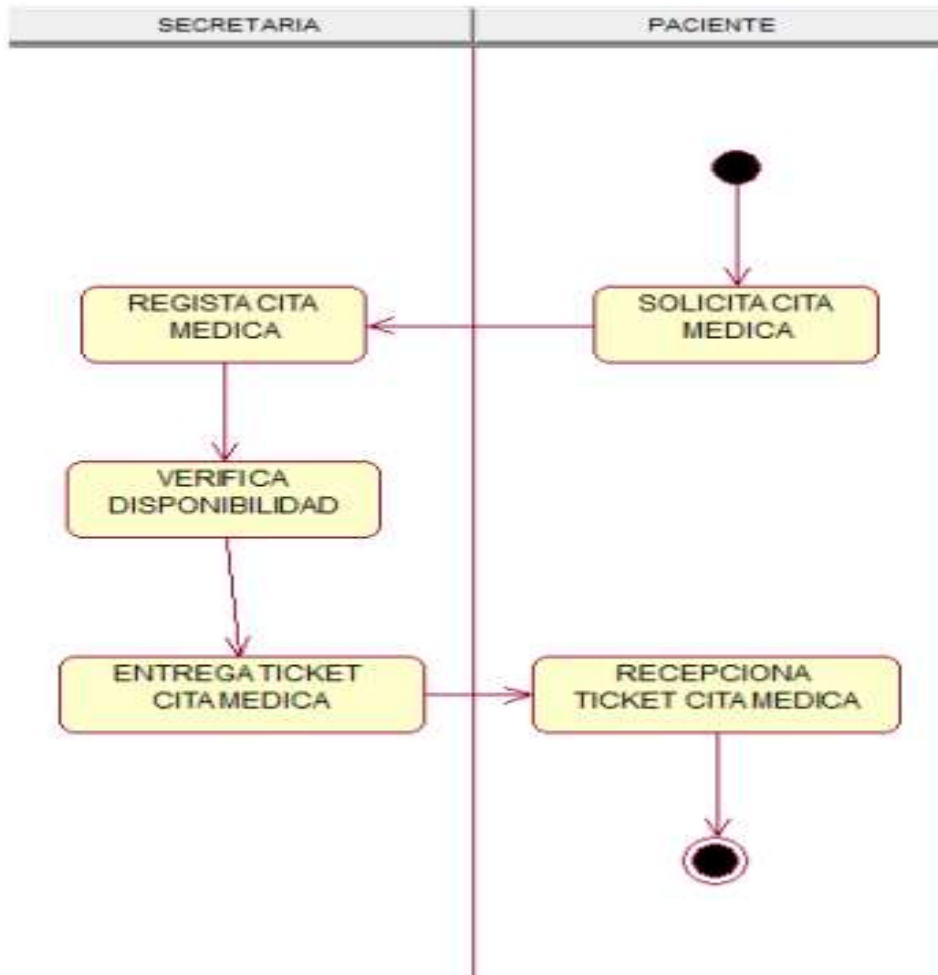 SECRETARIA
PACIENTE
REGISTA CITA
MEDICA
SOLICITA CITA
MEDICA
VERIFICA
DISPONIBILIDAD
ENTREGA TICKET
CITA MEDICA
RECEPCIONA
TICKET CITA MEDICA